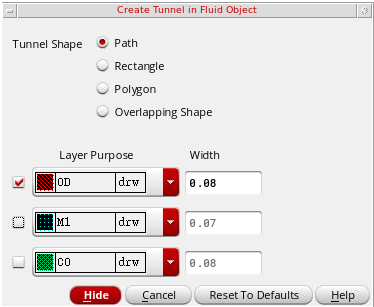 Create Tunnel in Fluid Object
Tunnel Shape
Path
Rectangle
Polygon
Overlapping Shape
Layer Purpose Width
OD drw 0.08
M1 drw 0.07
CO drw 0.08
Hide Cancel Reset To Defaults Help